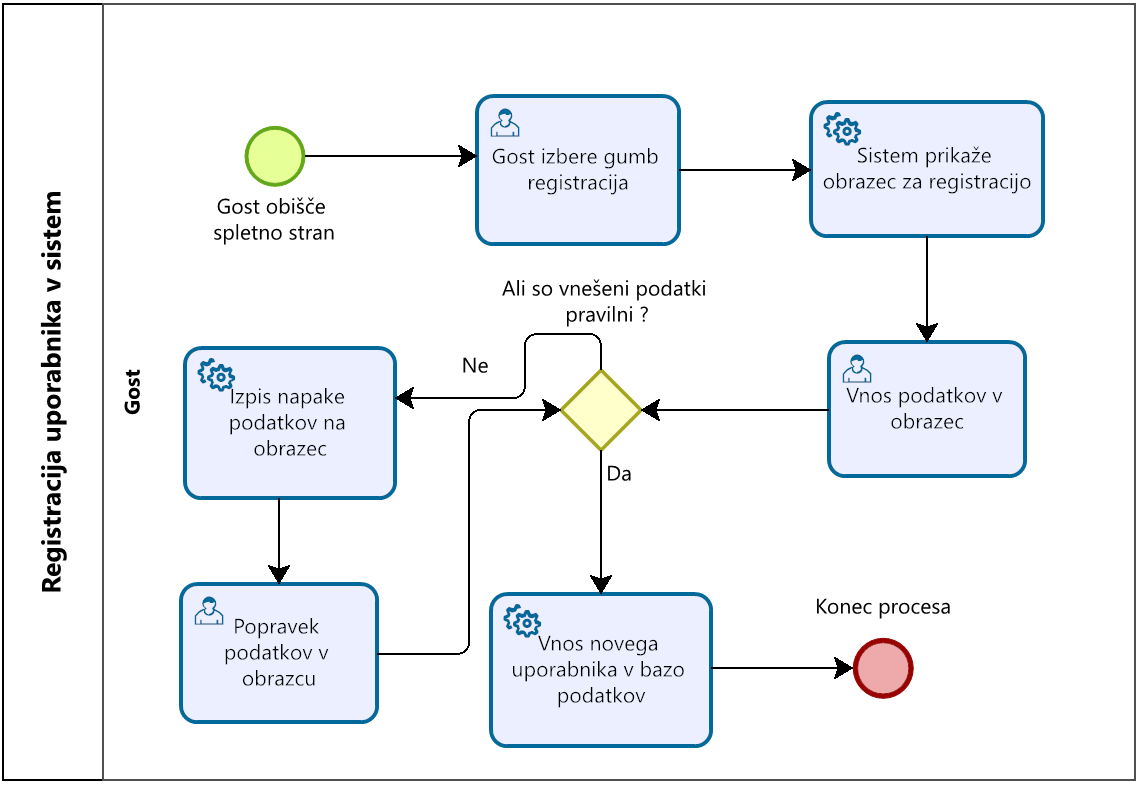 Registracija uporabnika v sistem
Gost
Gost obišče
spletno stran
Gost izbere gumb
registracija
Sistem prikaže
obrazec za registracijo
Ali so vnešeni podatki
pravilni ?
Ne
Izpis napake
podatkov na
obrazec
Vnos podatkov v
obrazec
Da
Popravek
podatkov v
obrazcu
Vnos novega
uporabnika v bazo
podatkov
Konec procesa